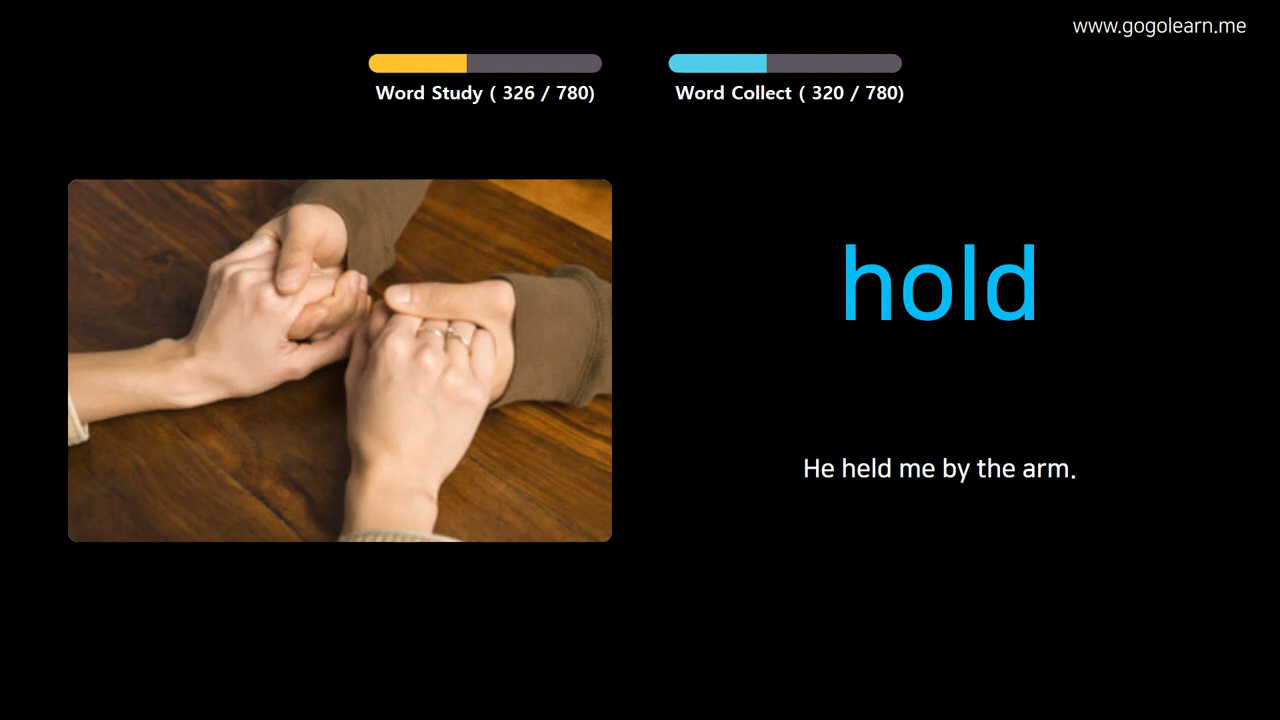 www.gogolearn.me
Word Study ( 326 / 780)
Word Collect ( 320 / 780)
hold
He held me by the arm.